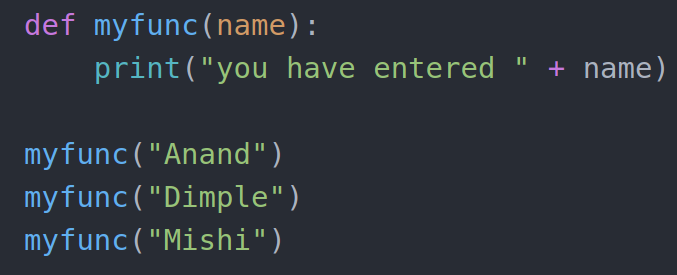 def myfunc(name):
    print("you have entered " + name)

myfunc("Anand")
myfunc("Dimple")
myfunc("Mishi")